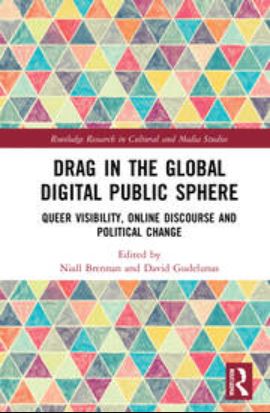 Routledge Research in Cultural and Media Studies
DRAG IN THE GLOBAL
DIGITAL PUBLIC SPHERE
QUEER VISIBILITY, ONLINE DISCOURSE AND
POLITICAL CHANGE
Edited by
Niall Brennan and David Gudelunas
ROUTLEDGE